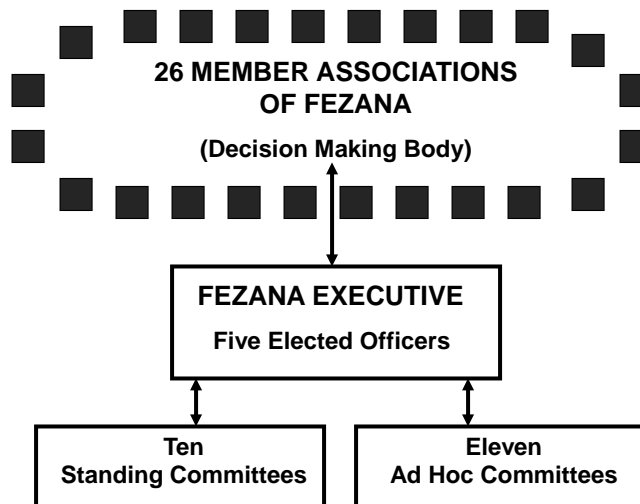 26 MEMBER ASSOCIATIONS
OF FEZANA
(Decision Making Body)
FEZANA EXECUTIVE
Five Elected Officers
Ten
Standing Committees
Eleven
Ad Hoc Committees